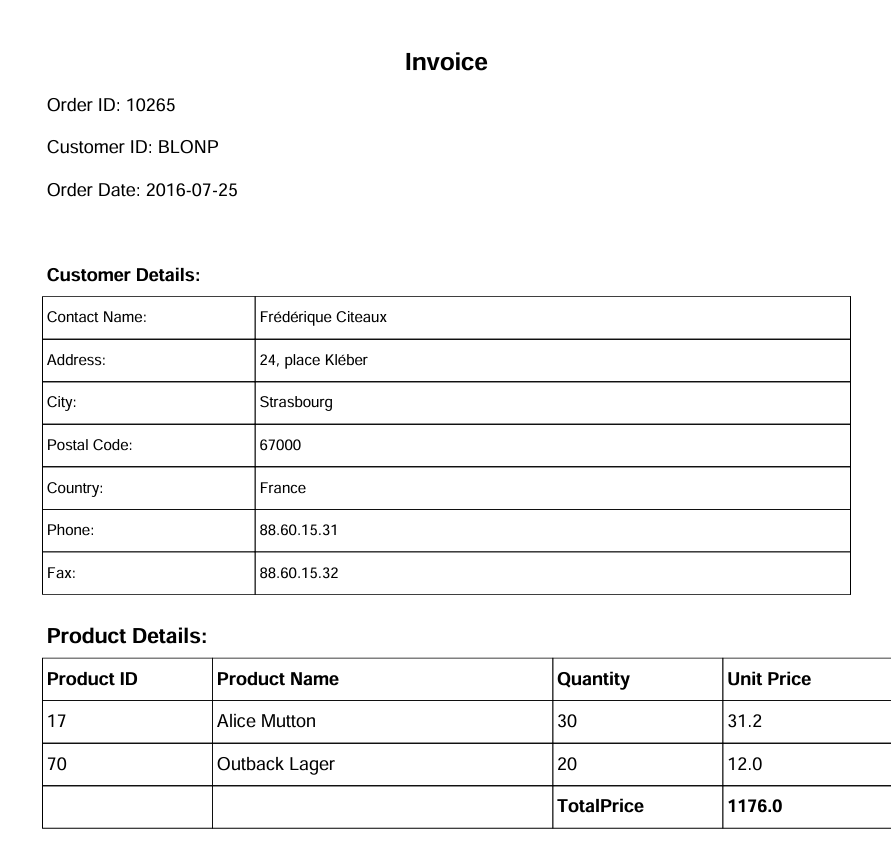 Invoice
Order ID: 10265
Customer ID: BLONP
Order Date: 2016-07-25
Customer Details:
Contact Name: Frédérique Citeaux
Address: 24, place Kléber
City: Strasbourg
Postal Code: 67000
Country: France
Phone: 88.60.15.31
Fax: 88.60.15.32
Product Details:
Product ID Product Name Quantity Unit Price
17 Alice Mutton 30 31.2
70 Outback Lager 20 12.0
TotalPrice 1176.0